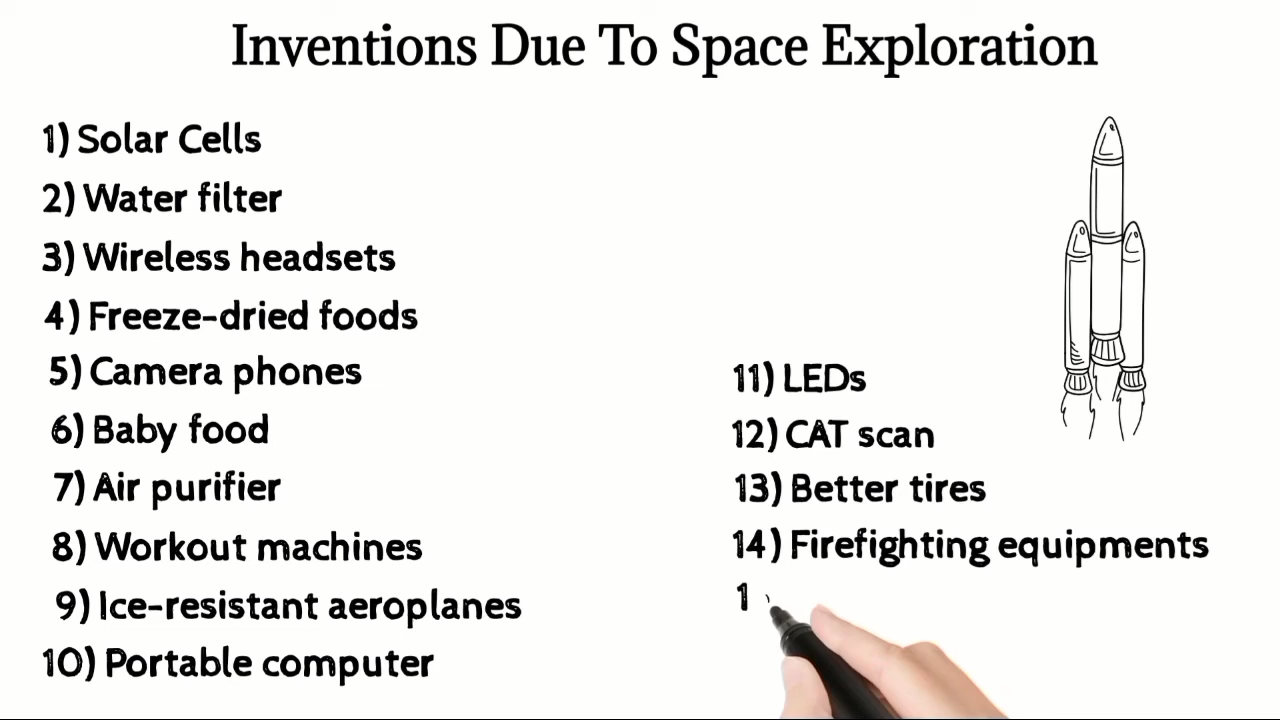 Inventions Due To Space Exploration
1) Solar Cells
2) Water filter
3) Wireless headsets
4) Freeze-dried foods
5) Camera phones
6) Baby food
7) Air purifier
8) Workout machines
9) Ice-resistant aeroplanes
10) Portable computer
11) LEDs
12) CAT scan
13) Better tires
14) Firefighting equipments
1